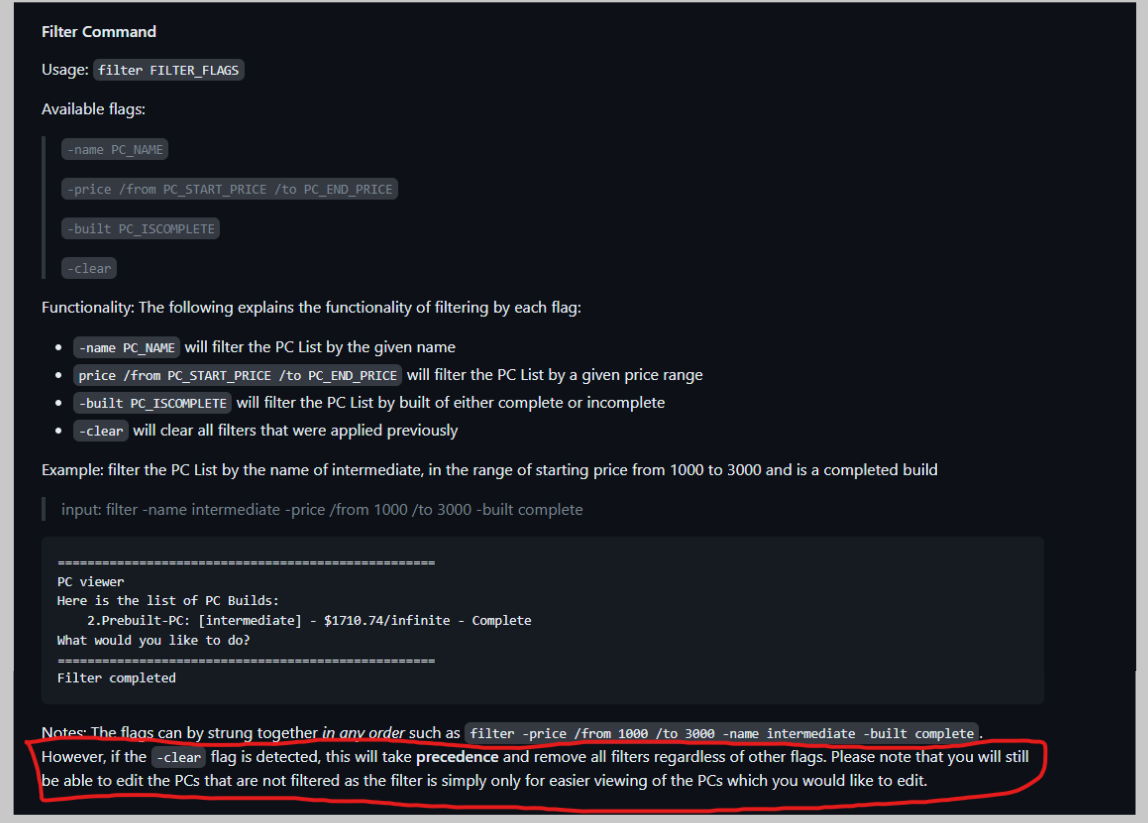 Filter Command
Usage: filter FILTER_FLAGS
Available flags:
-name PC_NAME
-price /from PC_START_PRICE /to PC_END_PRICE
-built PC_ISCOMPLETE
-clear
Functionality: The following explains the functionality of filtering by each flag:
• -name PC_NAME will filter the PC List by the given name
• price /from PC_START_PRICE /to PC_END_PRICE will filter the PC List by a given price range
• -built PC_ISCOMPLETE will filter the PC List by built of either complete or incomplete
• -clear will clear all filters that were applied previously
Example: filter the PC List by the name of intermediate, in the range of starting price from 1000 to 3000 and is a completed build
input: filter -name intermediate -price /from 1000 /to 3000 -built complete
===================================================
PC viewer
Here is the list of PC Builds:
2.Prebuilt-PC: [intermediate] - $1710.74/infinite - Complete
What would you like to do?
===================================================
Filter completed
Notes: The flags can by strung together in any order such as filter -price /from 1000 /to 3000 -name intermediate -built complete.
However, if the -clear flag is detected, this will take precedence and remove all filters regardless of other flags. Please note that you will still
be able to edit the PCs that are not filtered as the filter is simply only for easier viewing of the PCs which you would like to edit.